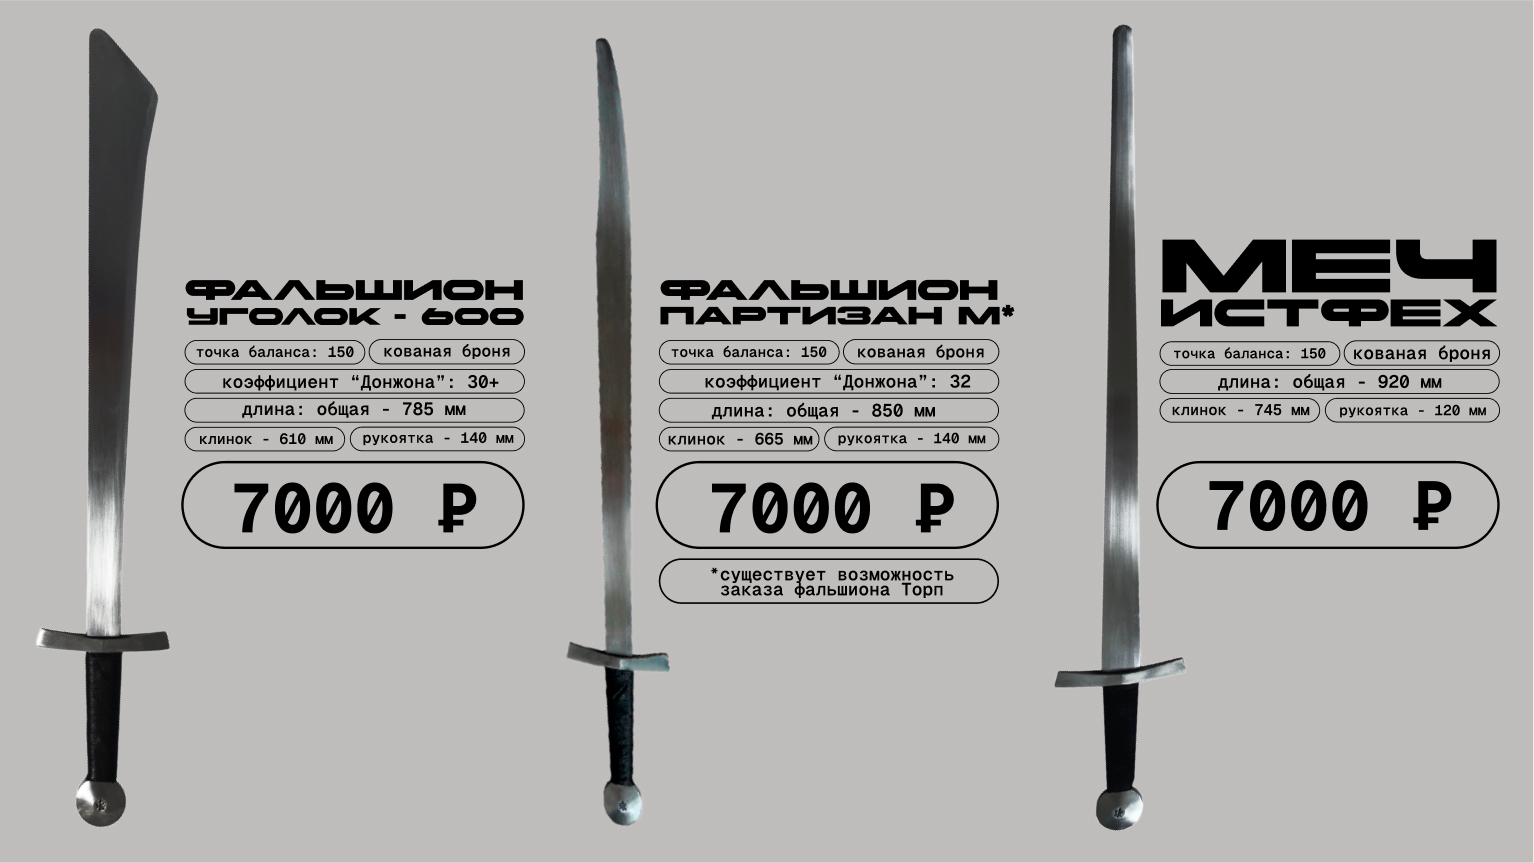 ФАЛЬШИОН
УГОЛОК - 600
точка баланса: 150
кованая броня
коэффициент “Донжона”: 30+
длина: общая - 785 мм
клинок - 610 мм
рукоятка - 140 мм
7000 ₽
ФАЛЬШИОН
ПАРТИЗАН М*
точка баланса: 150
кованая броня
коэффициент “Донжона”: 32
длина: общая - 850 мм
клинок - 665 мм
рукоятка - 140 мм
7000 ₽
*существует возможность
заказа фальшиона Торп
МЕЧ
ИСТФЕХ
точка баланса: 150
кованая броня
длина: общая - 920 мм
клинок - 745 мм
рукоятка - 120 мм
7000 ₽